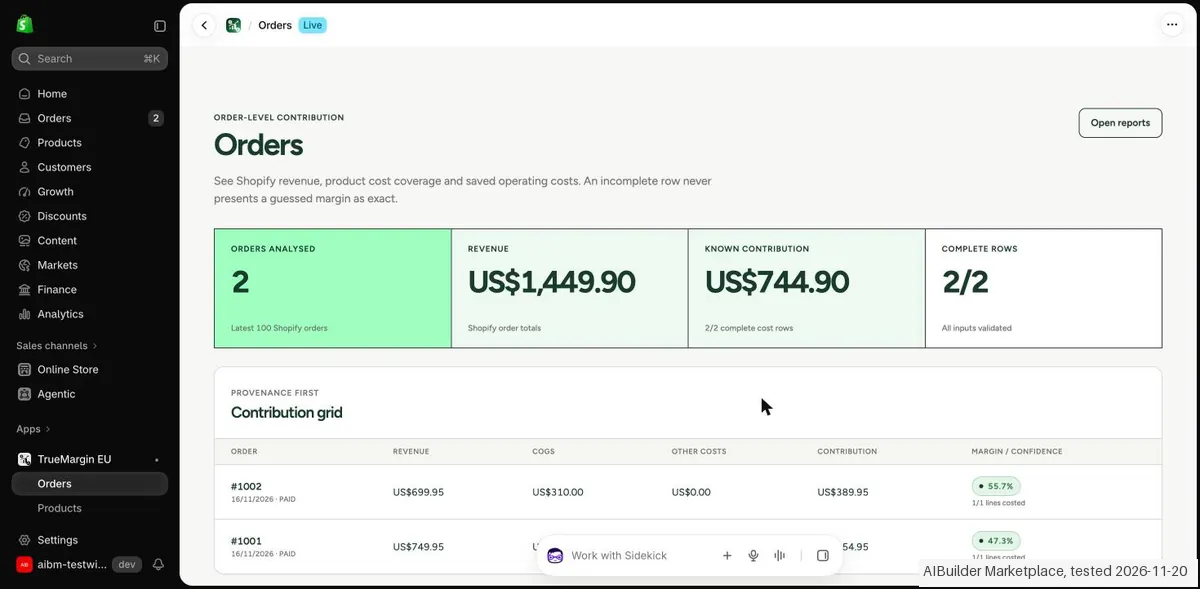 Search ⌘K
Home
Orders 2
Products
Customers
Growth
Discounts
Content
Markets
Finance
Analytics
Sales channels
Online Store
Agentic
Apps
TrueMargin EU
Orders
Products
Settings
aibm-testwi... dev
/ Orders Live
ORDER-LEVEL CONTRIBUTION
Orders
Open reports
See Shopify revenue, product cost coverage and saved operating costs. An incomplete row never
presents a guessed margin as exact.
ORDERS ANALYSED
2
Latest 100 Shopify orders
REVENUE
US$1,449.90
Shopify order totals
KNOWN CONTRIBUTION
US$744.90
2/2 complete cost rows
COMPLETE ROWS
2/2
All inputs validated
PROVENANCE FIRST
Contribution grid
ORDER REVENUE COGS OTHER COSTS CONTRIBUTION MARGIN / CONFIDENCE
#1002 US$699.95 US$310.00 US$0.00 US$389.95 55.7%
16/11/2026 · PAID 1/1 lines costed
#1001 US$749.95 54.95 47.3%
16/11/2026 · PAID 1/1 lines costed
Work with Sidekick
AIBuilder Marketplace, tested 2026-11-20